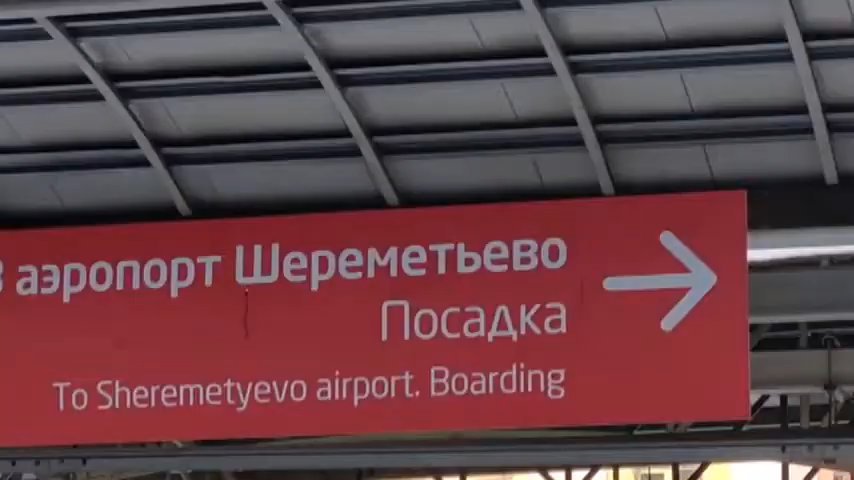 В аэропорт Шереметьево
Посадка
To Sheremetyevo airport. Boarding